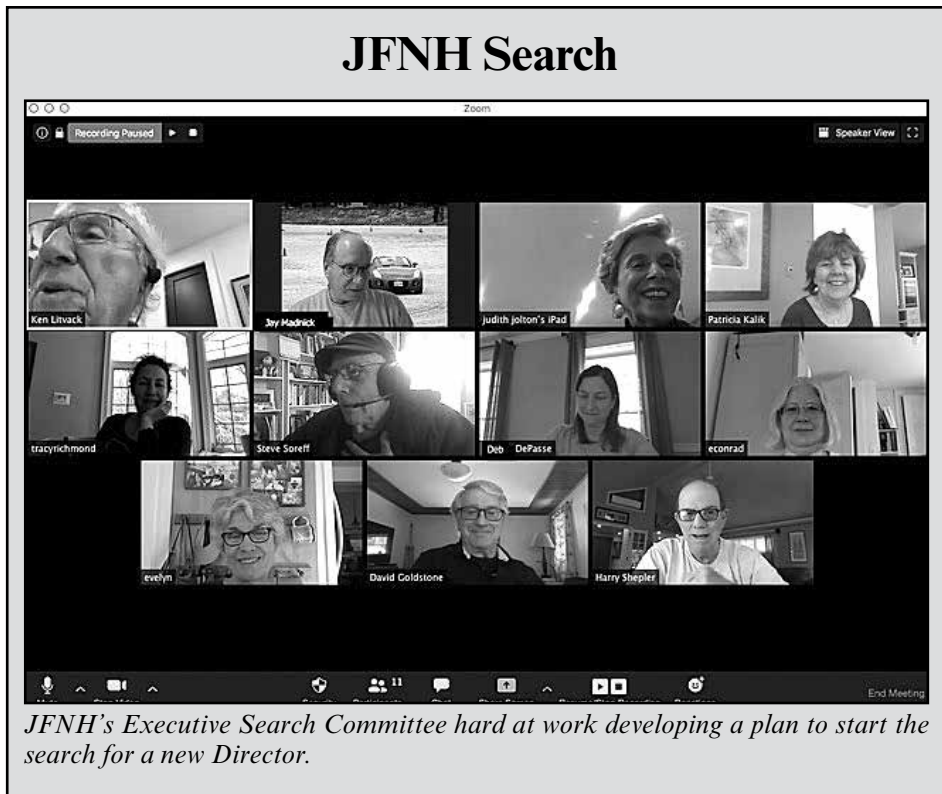 JFNH Search
Zoom
Recording Paused
Speaker View
Ken Litvack
Jay Madnick
judith jolton's iPad
Patricia Kalik
tracyrichmond
Steve Soreff
Deb DePasse
econrad
evelyn
David Goldstone
Harry Shepler
11
End Meeting
JFNH's Executive Search Committee hard at work developing a plan to start the
search for a new Director.